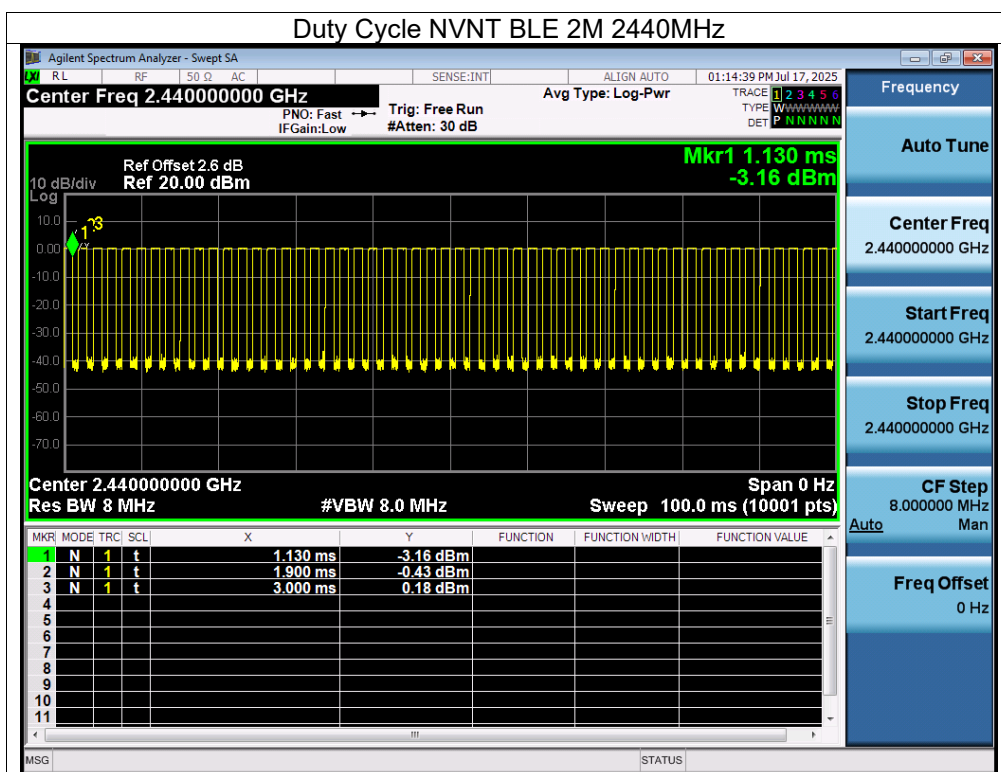 Duty Cycle NVNT BLE 2M 2440MHz
Agilent Spectrum Analyzer - Swept SA
LXI RL RF 50 Ω AC SENSE:INT ALIGN AUTO 01:14:39 PM Jul 17, 2025
Center Freq 2.440000000 GHz Avg Type: Log-Pwr TRACE 1 2 3 4 5 6
PNO: Fast Trig: Free Run TYPE WWWWWW
IFGain:Low #Atten: 30 dB DET P N N N N N
Ref Offset 2.6 dB Mkr1 1.130 ms
10 dB/div Ref 20.00 dBm -3.16 dBm
Log
10.0
0.00
-10.0
-20.0
-30.0
-40.0
-50.0
-60.0
-70.0
1 2 3
Center 2.440000000 GHz Span 0 Hz
Res BW 8 MHz #VBW 8.0 MHz Sweep 100.0 ms (10001 pts)
MKR MODE TRC SCL X Y FUNCTION FUNCTION WIDTH FUNCTION VALUE
1 N 1 t 1.130 ms -3.16 dBm
2 N 1 t 1.900 ms -0.43 dBm
3 N 1 t 3.000 ms 0.18 dBm
4
5
6
7
8
9
10
11
MSG STATUS
Frequency
Auto Tune
Center Freq
2.440000000 GHz
Start Freq
2.440000000 GHz
Stop Freq
2.440000000 GHz
CF Step
8.000000 MHz
Auto Man
Freq Offset
0 Hz